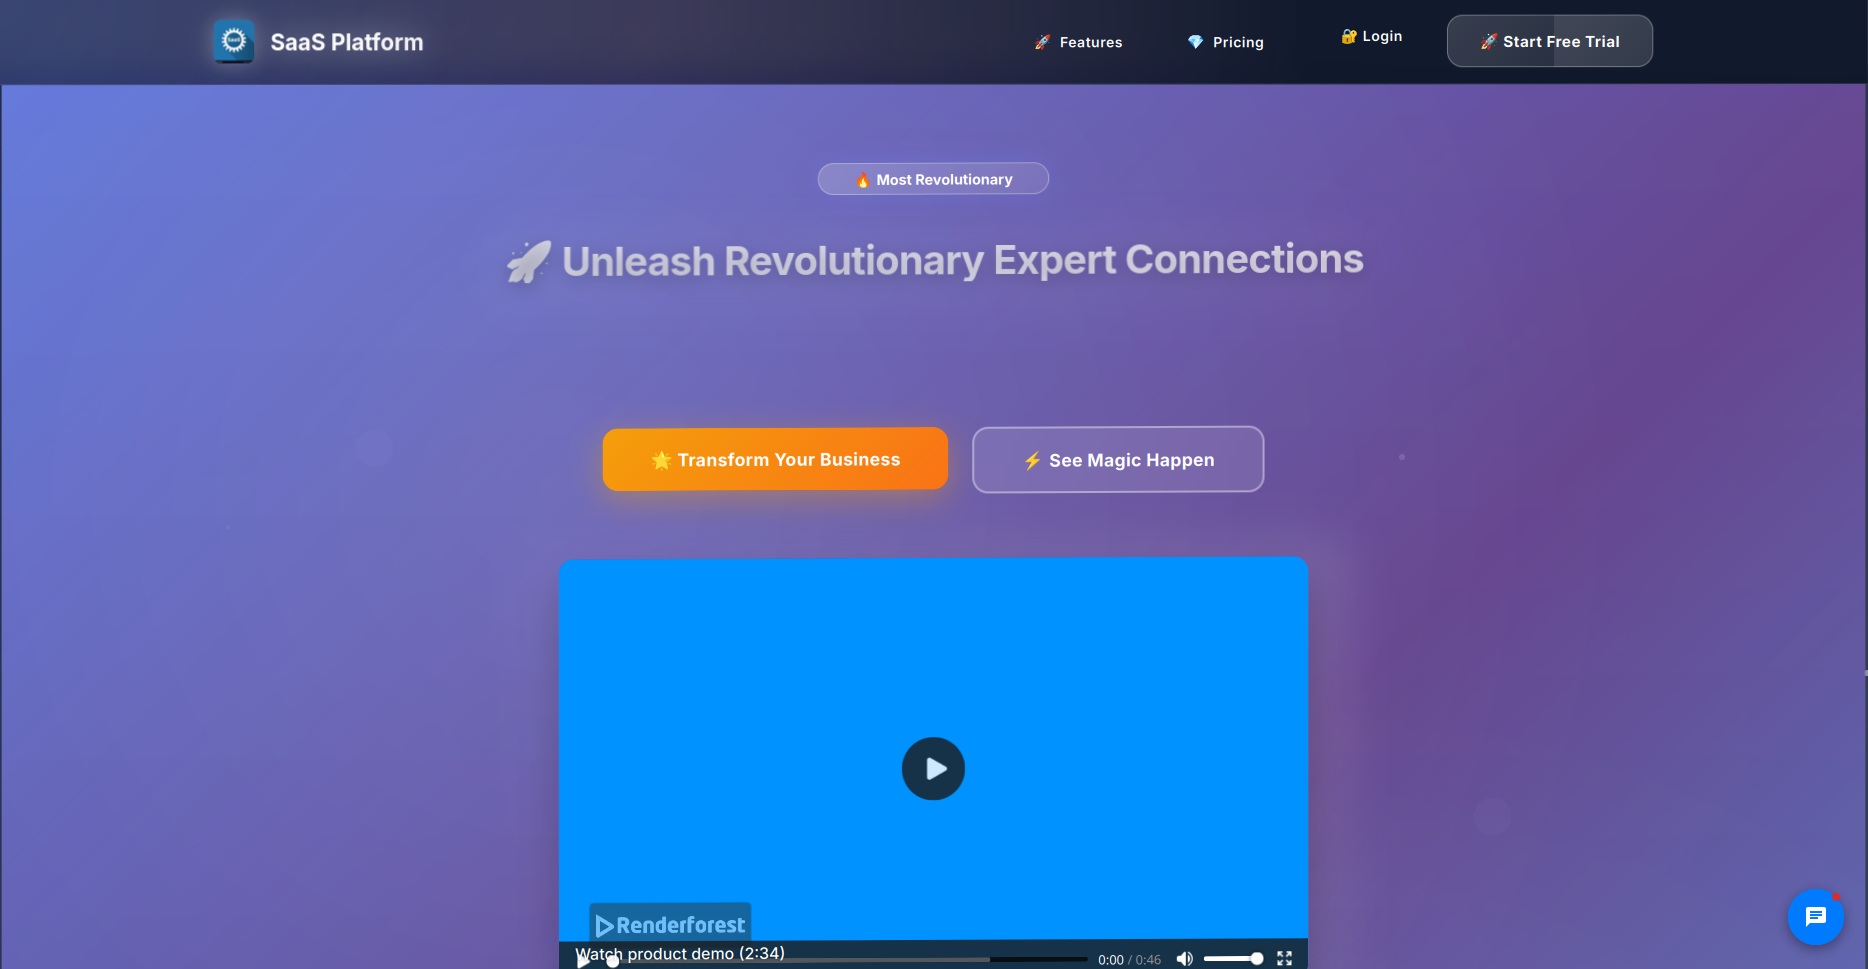 SaaS
SaaS Platform
🚀 Features
💎 Pricing
🔐 Login
🚀 Start Free Trial
🔥 Most Revolutionary
🚀 Unleash Revolutionary Expert Connections
🌟 Transform Your Business
⚡ See Magic Happen
Renderforest
Watch product demo (2:34)
0:00 / 0:46